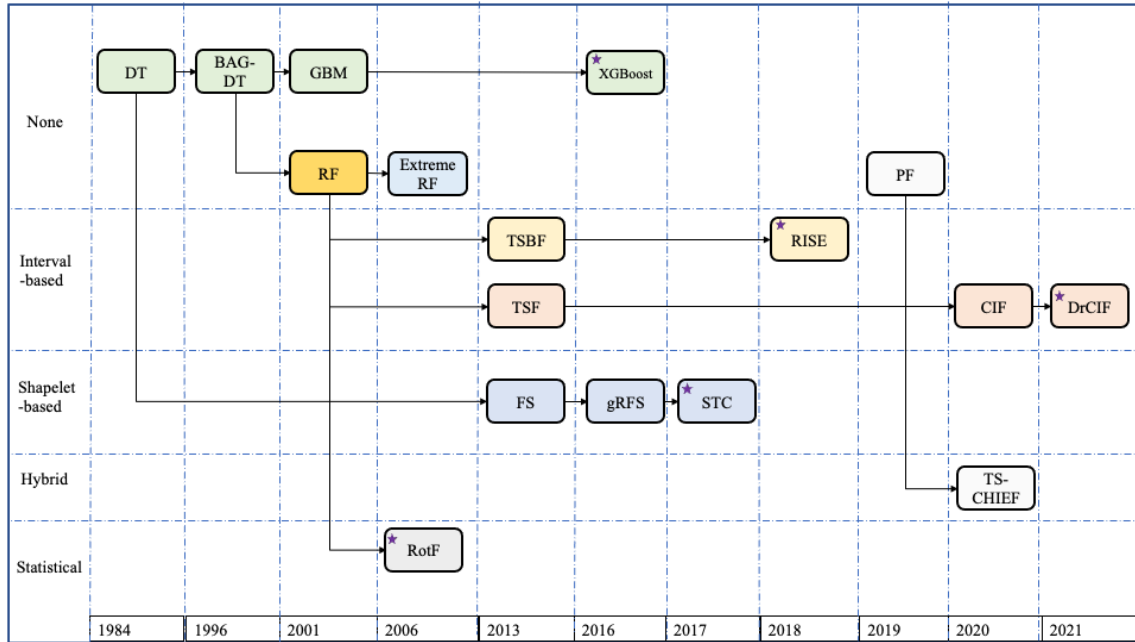 DT
BAG-
DT
GBM
XGBoost
None
RF
Extreme
RF
PF
TSBF
RISE
Interval
-based
TSF
CIF
DrCIF
Shapelet
-based
FS
gRFS
STC
Hybrid
TS-
CHIEF
RotF
Statistical
1984
1996
2001
2006
2013
2016
2017
2018
2019
2020
2021